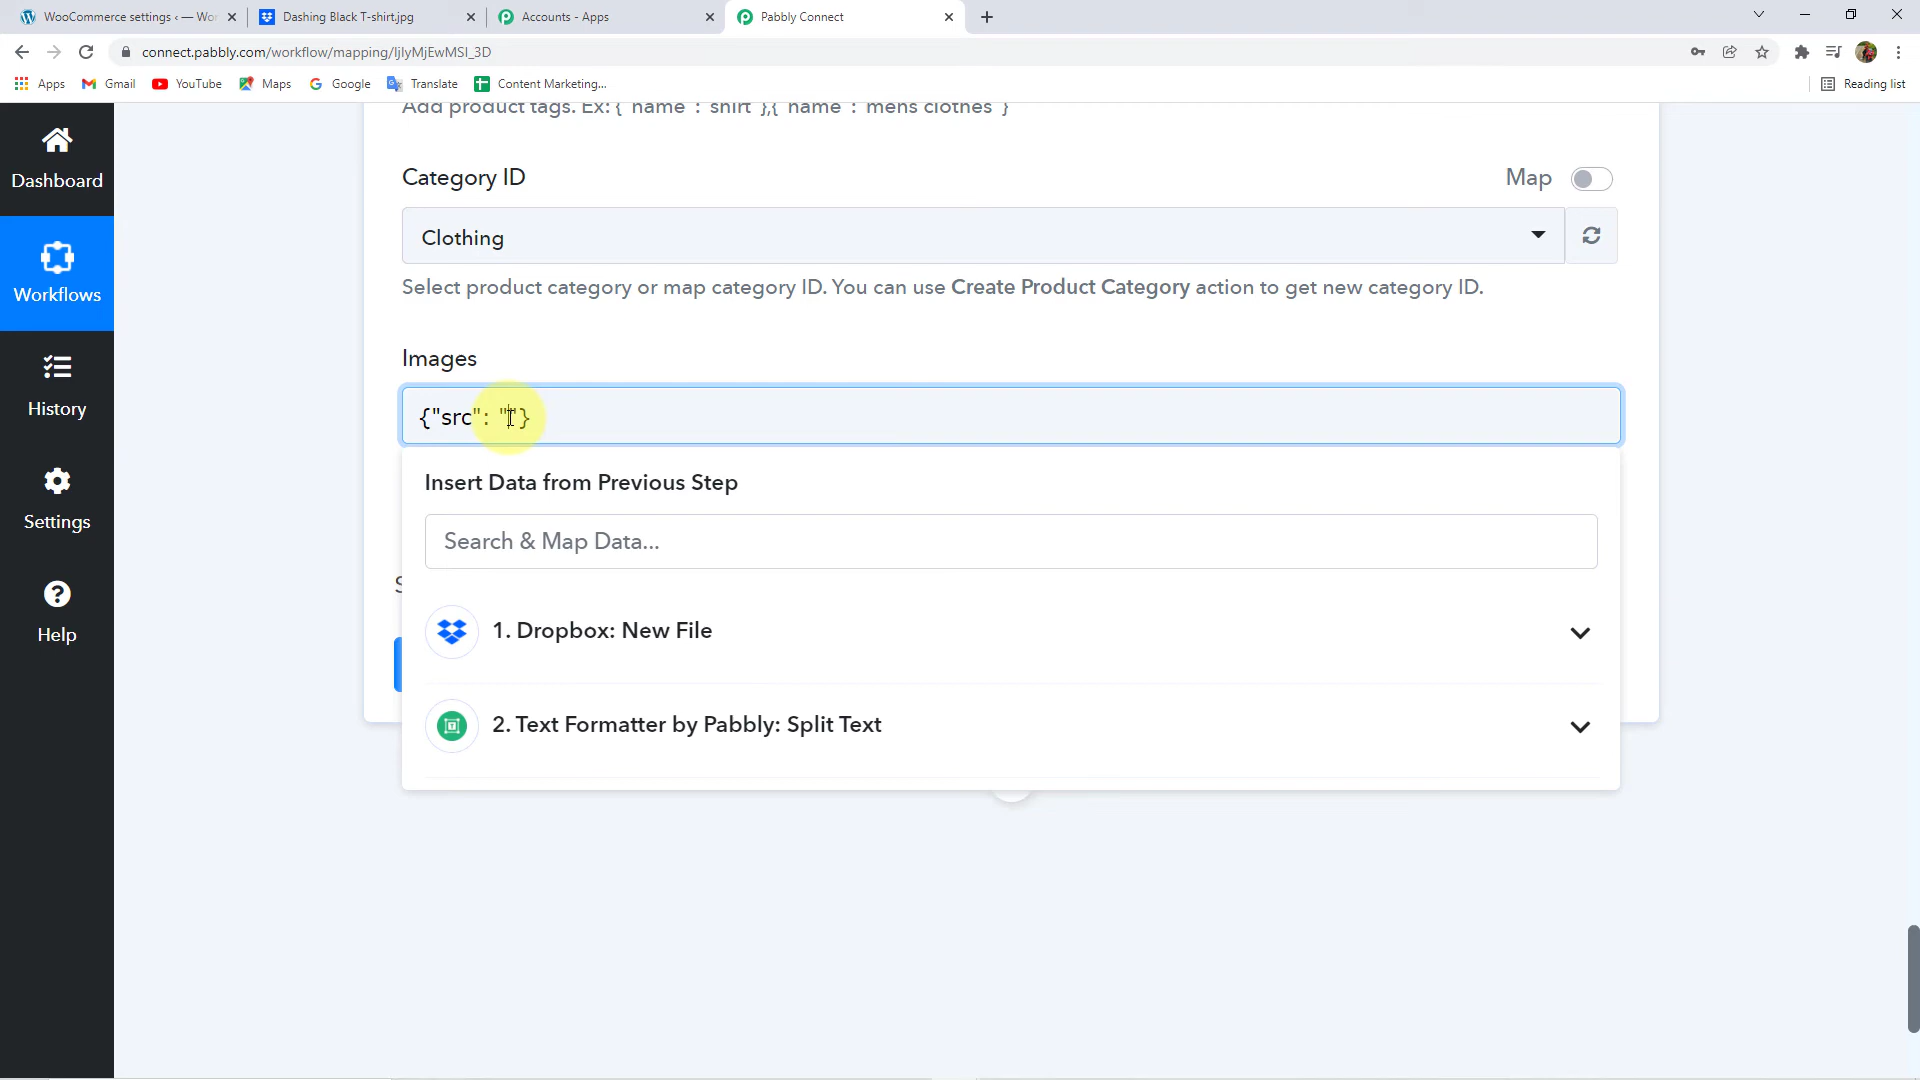 WooCommerce settings ‹ — Wor
Dashing Black T-shirt.jpg
Accounts - Apps
Pabbly Connect
connect.pabbly.com/workflow/mapping/IjIyMjEwMSI_3D
Apps
Gmail
YouTube
Maps
Google
Translate
Content Marketing...
Reading list
Add product tags. Ex: { "name": "shirt"},{"name": "mens clothes"}
Dashboard
Category ID
Map
Clothing
Workflows
Select product category or map category ID. You can use Create Product Category action to get new category ID.
Images
History
{"src": ""}
Insert Data from Previous Step
Settings
Search & Map Data...
1. Dropbox: New File
Help
2. Text Formatter by Pabbly: Split Text